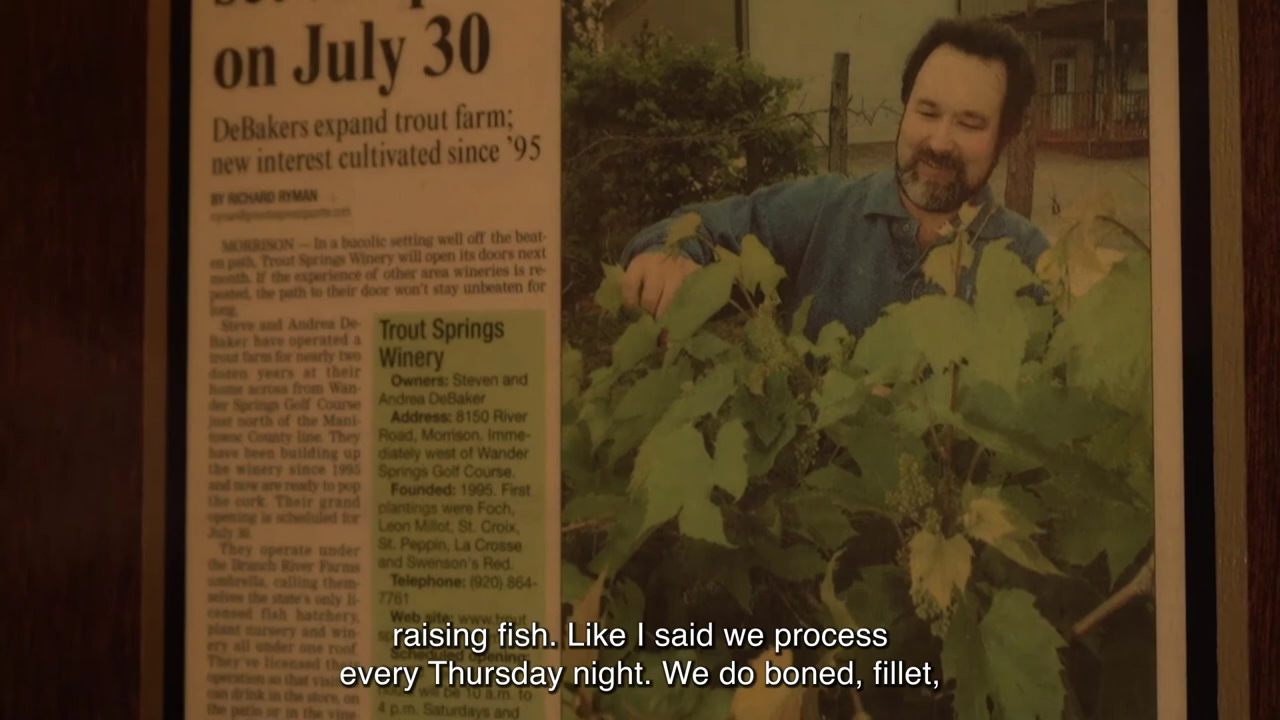 on July 30
DeBakers expand trout farm;
new interest cultivated since '95
BY RICHARD RYMAN
MORRISON — In a bucolic setting well off the beat-
en path, Trout Springs Winery will open its doors next
month. If the experience of other area wineries is re-
peated, the path to their door won't stay unbeaten for
long.
Steve and Andrea De-
Baker have operated a
trout farm for nearly two
dozen years at their
home across from Wan-
der Springs Golf Course
just north of the Mani-
towoc County line. They
have been building up
the winery since 1995
and now are ready to pop
the cork. Their grand
opening is scheduled for
July 30.
They operate under
the Branch River Farms
umbrella, calling them-
selves the state's only li-
censed fish hatchery,
plant nursery and win-
ery all under one roof.
They've licensed the
operation so that
can drink in the store, on
the patio or in the vine-
Trout Springs
Winery
Owners: Steven and
Andrea DeBaker
Address: 8150 River
Road, Morrison. Imme-
diately west of Wander
Springs Golf Course.
Founded: 1995. First
plantings were Foch,
Leon Millot, St. Croix,
St. Peppin, La Crosse
and Swenson's Red.
Telephone: (920) 864-
7761
Web site: www.trout
Scheduled opening:
will be 10 a.m. to
4 p.m. Saturdays and
raising fish. Like I said we process
every Thursday night. We do boned, fillet,